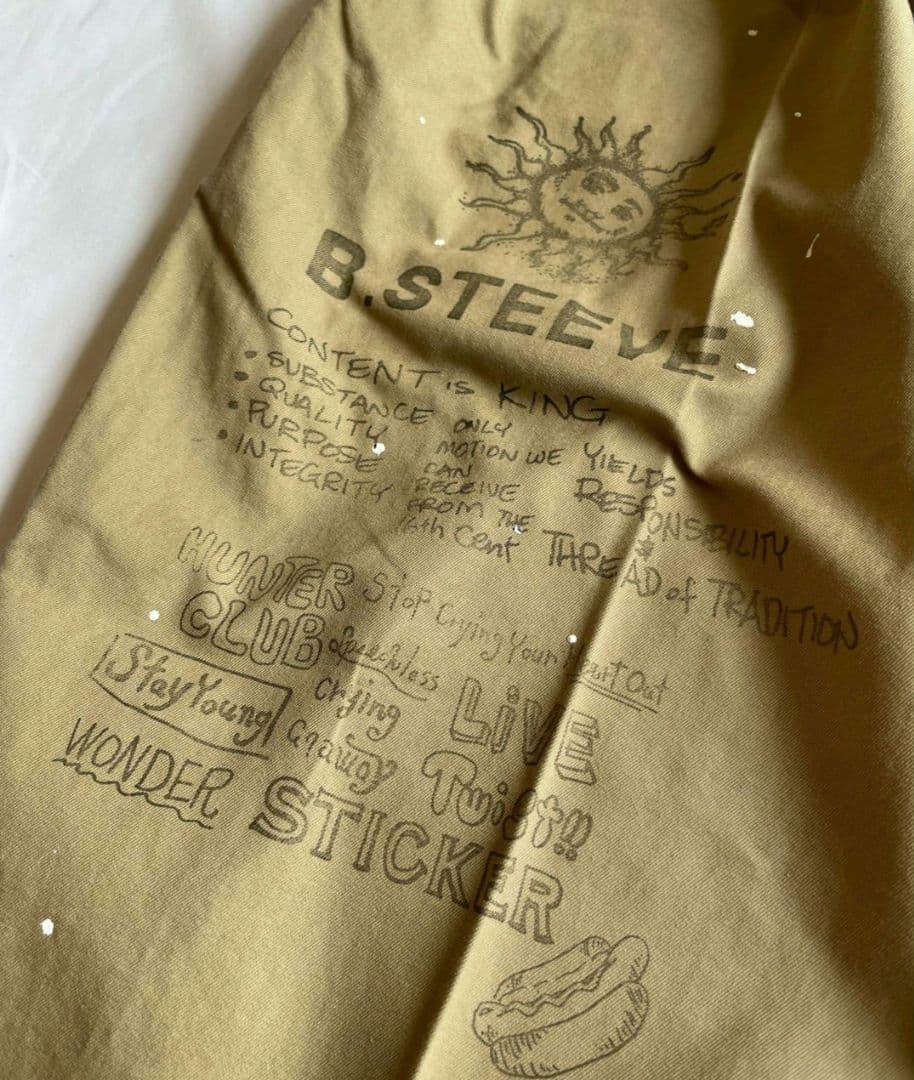 B.STEEVE
CONTENT is KING
• SUBSTANCE ONLY YIELDS
• QUALITY MOTION WE RESPONSIBILITY
• PURPOSE CAN
• INTEGRITY RECEIVE
FROM THE
16th Cent THREAD of TRADITION
HUNTER Stop Crying Your Heart Out
CLUB
Stay Young Crying LiVE
WONDER Twist!!
STICKER